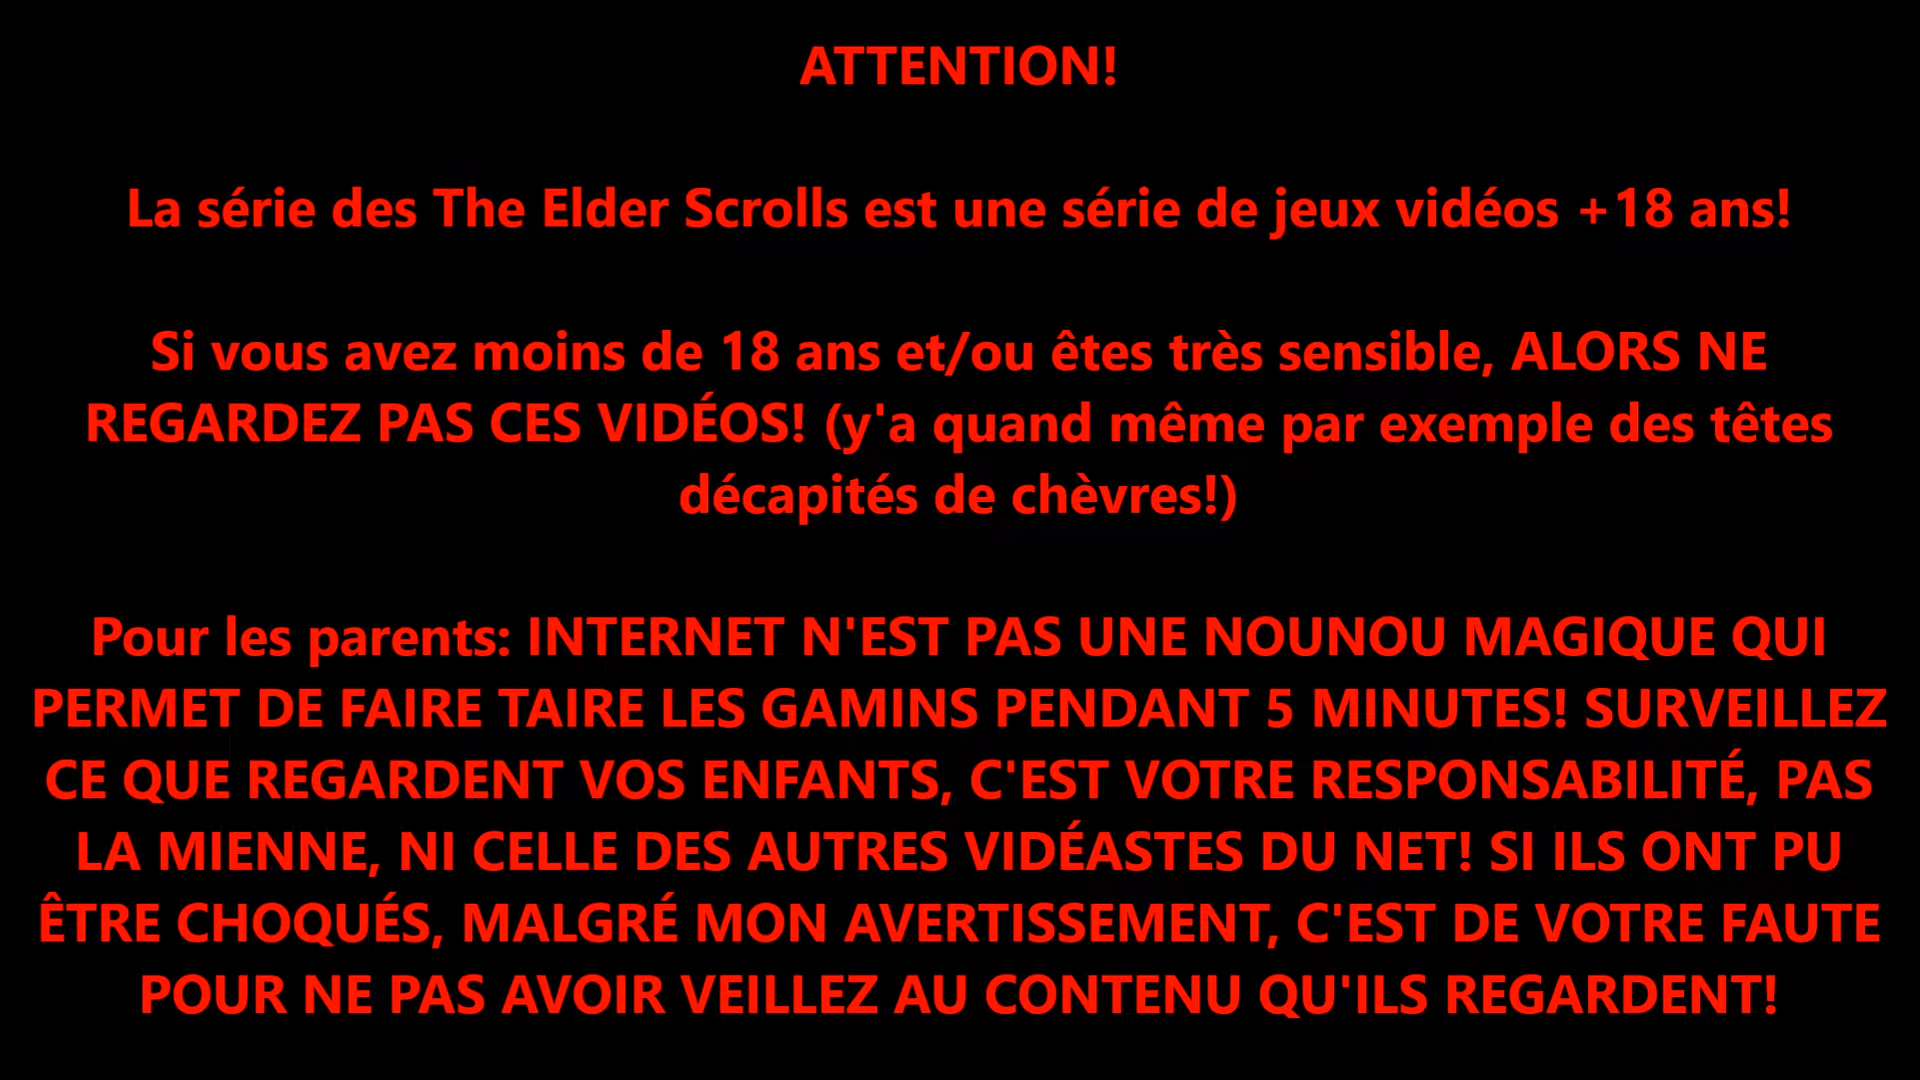 ATTENTION!
La série des The Elder Scrolls est une série de jeux vidéos +18 ans!
Si vous avez moins de 18 ans et/ou êtes très sensible, ALORS NE
REGARDEZ PAS CES VIDÉOS! (y'a quand même par exemple des têtes
décapités de chèvres!)
Pour les parents: INTERNET N'EST PAS UNE NOUNOU MAGIQUE QUI
PERMET DE FAIRE TAIRE LES GAMINS PENDANT 5 MINUTES! SURVEILLEZ
CE QUE REGARDENT VOS ENFANTS, C'EST VOTRE RESPONSABILITÉ, PAS
LA MIENNE, NI CELLE DES AUTRES VIDÉASTES DU NET! SI ILS ONT PU
ÊTRE CHOQUÉS, MALGRÉ MON AVERTISSEMENT, C'EST DE VOTRE FAUTE
POUR NE PAS AVOIR VEILLEZ AU CONTENU QU'ILS REGARDENT!